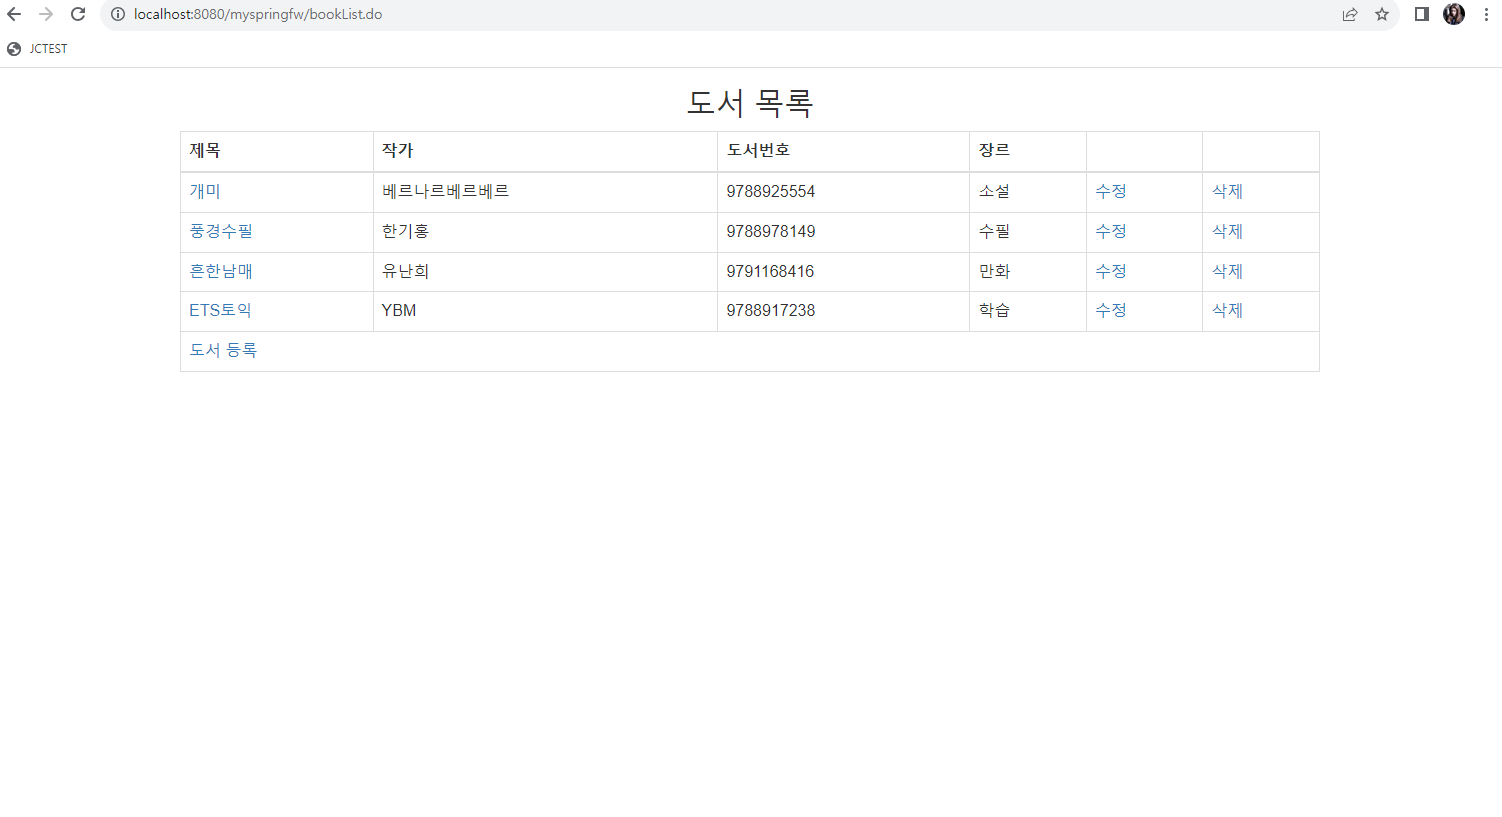 localhost:8080/myspringfw/bookList.do
JCTEST
도서 목록
제목 작가 도서번호 장르
개미 베르나르베르베르 9788925554 소설 수정 삭제
풍경수필 한기홍 9788978149 수필 수정 삭제
흔한남매 유난희 9791168416 만화 수정 삭제
ETS토익 YBM 9788917238 학습 수정 삭제
도서 등록